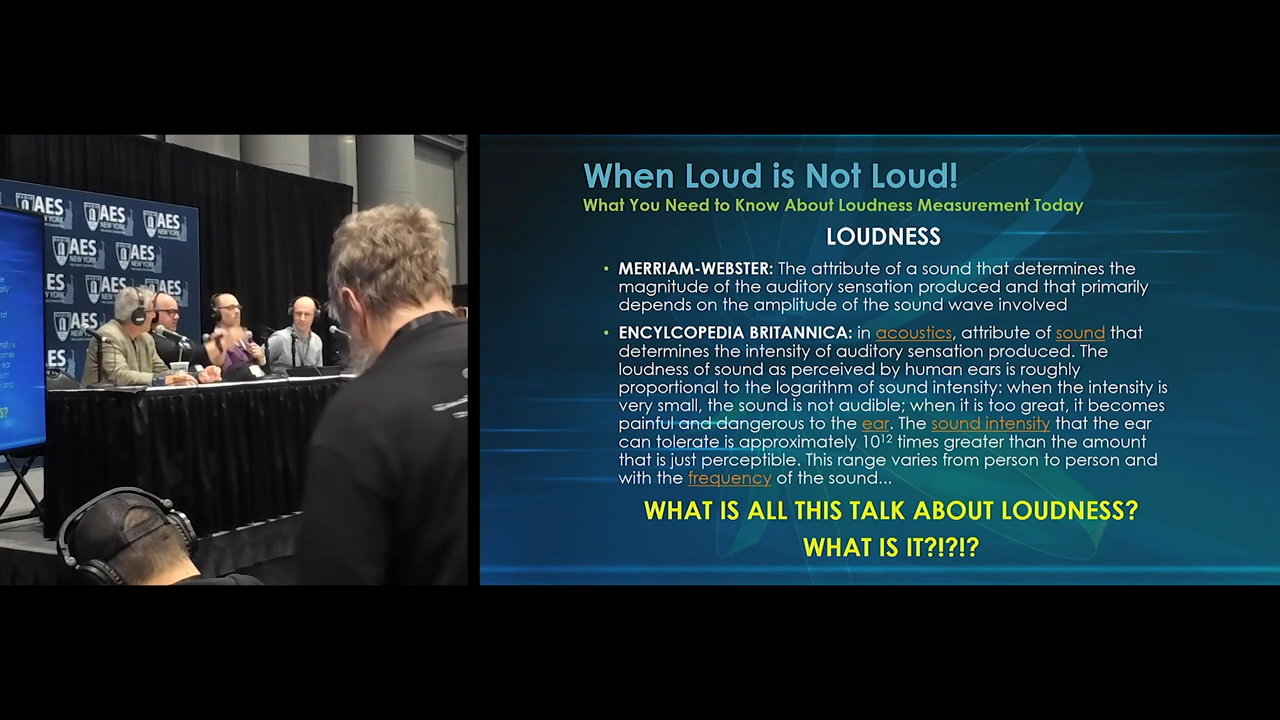 AES
NEW YORK
AES
NEW YORK
AES
NEW YORK
AES
NEW YORK
AES
NEW YORK
AES
AES
AES
When Loud is Not Loud!
What You Need to Know About Loudness Measurement Today
LOUDNESS
• MERRIAM-WEBSTER: The attribute of a sound that determines the
magnitude of the auditory sensation produced and that primarily
depends on the amplitude of the sound wave involved
• ENCYLCOPEDIA BRITANNICA: in acoustics, attribute of sound that
determines the intensity of auditory sensation produced. The
loudness of sound as perceived by human ears is roughly
proportional to the logarithm of sound intensity: when the intensity is
very small, the sound is not audible; when it is too great, it becomes
painful and dangerous to the ear. The sound intensity that the ear
can tolerate is approximately 10¹² times greater than the amount
that is just perceptible. This range varies from person to person and
with the frequency of the sound...
WHAT IS ALL THIS TALK ABOUT LOUDNESS?
WHAT IS IT?!?!?